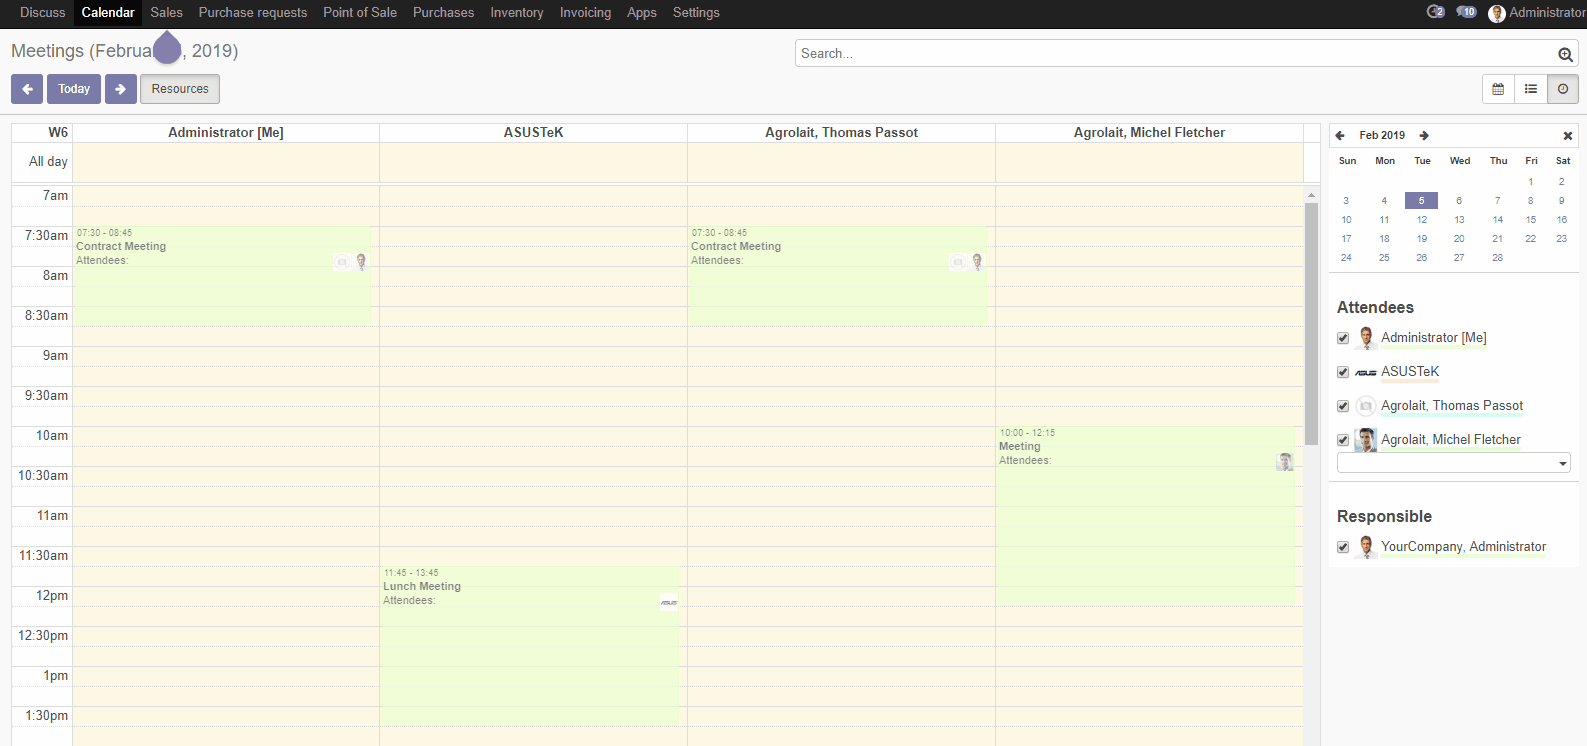 Discuss Calendar Sales Purchase requests Point of Sale Purchases Inventory Invoicing Apps Settings 2 10 Administrator
Meetings (Februa , 2019)
Search...
Today Resources
W6 Administrator [Me] ASUSTeK Agrolait, Thomas Passot Agrolait, Michel Fletcher
All day
7am
7:30am
8am
8:30am
9am
9:30am
10am
10:30am
11am
11:30am
12pm
12:30pm
1pm
1:30pm
07:30 - 08:45
Contract Meeting
Attendees:
11:45 - 13:45
Lunch Meeting
Attendees:
ASUS
07:30 - 08:45
Contract Meeting
Attendees:
10:00 - 12:15
Meeting
Attendees:
Feb 2019
Sun Mon Tue Wed Thu Fri Sat
1 2
3 4 5 6 7 8 9
10 11 12 13 14 15 16
17 18 19 20 21 22 23
24 25 26 27 28
Attendees
Administrator [Me]
ASUS ASUSTeK
Agrolait, Thomas Passot
Agrolait, Michel Fletcher
Responsible
YourCompany, Administrator